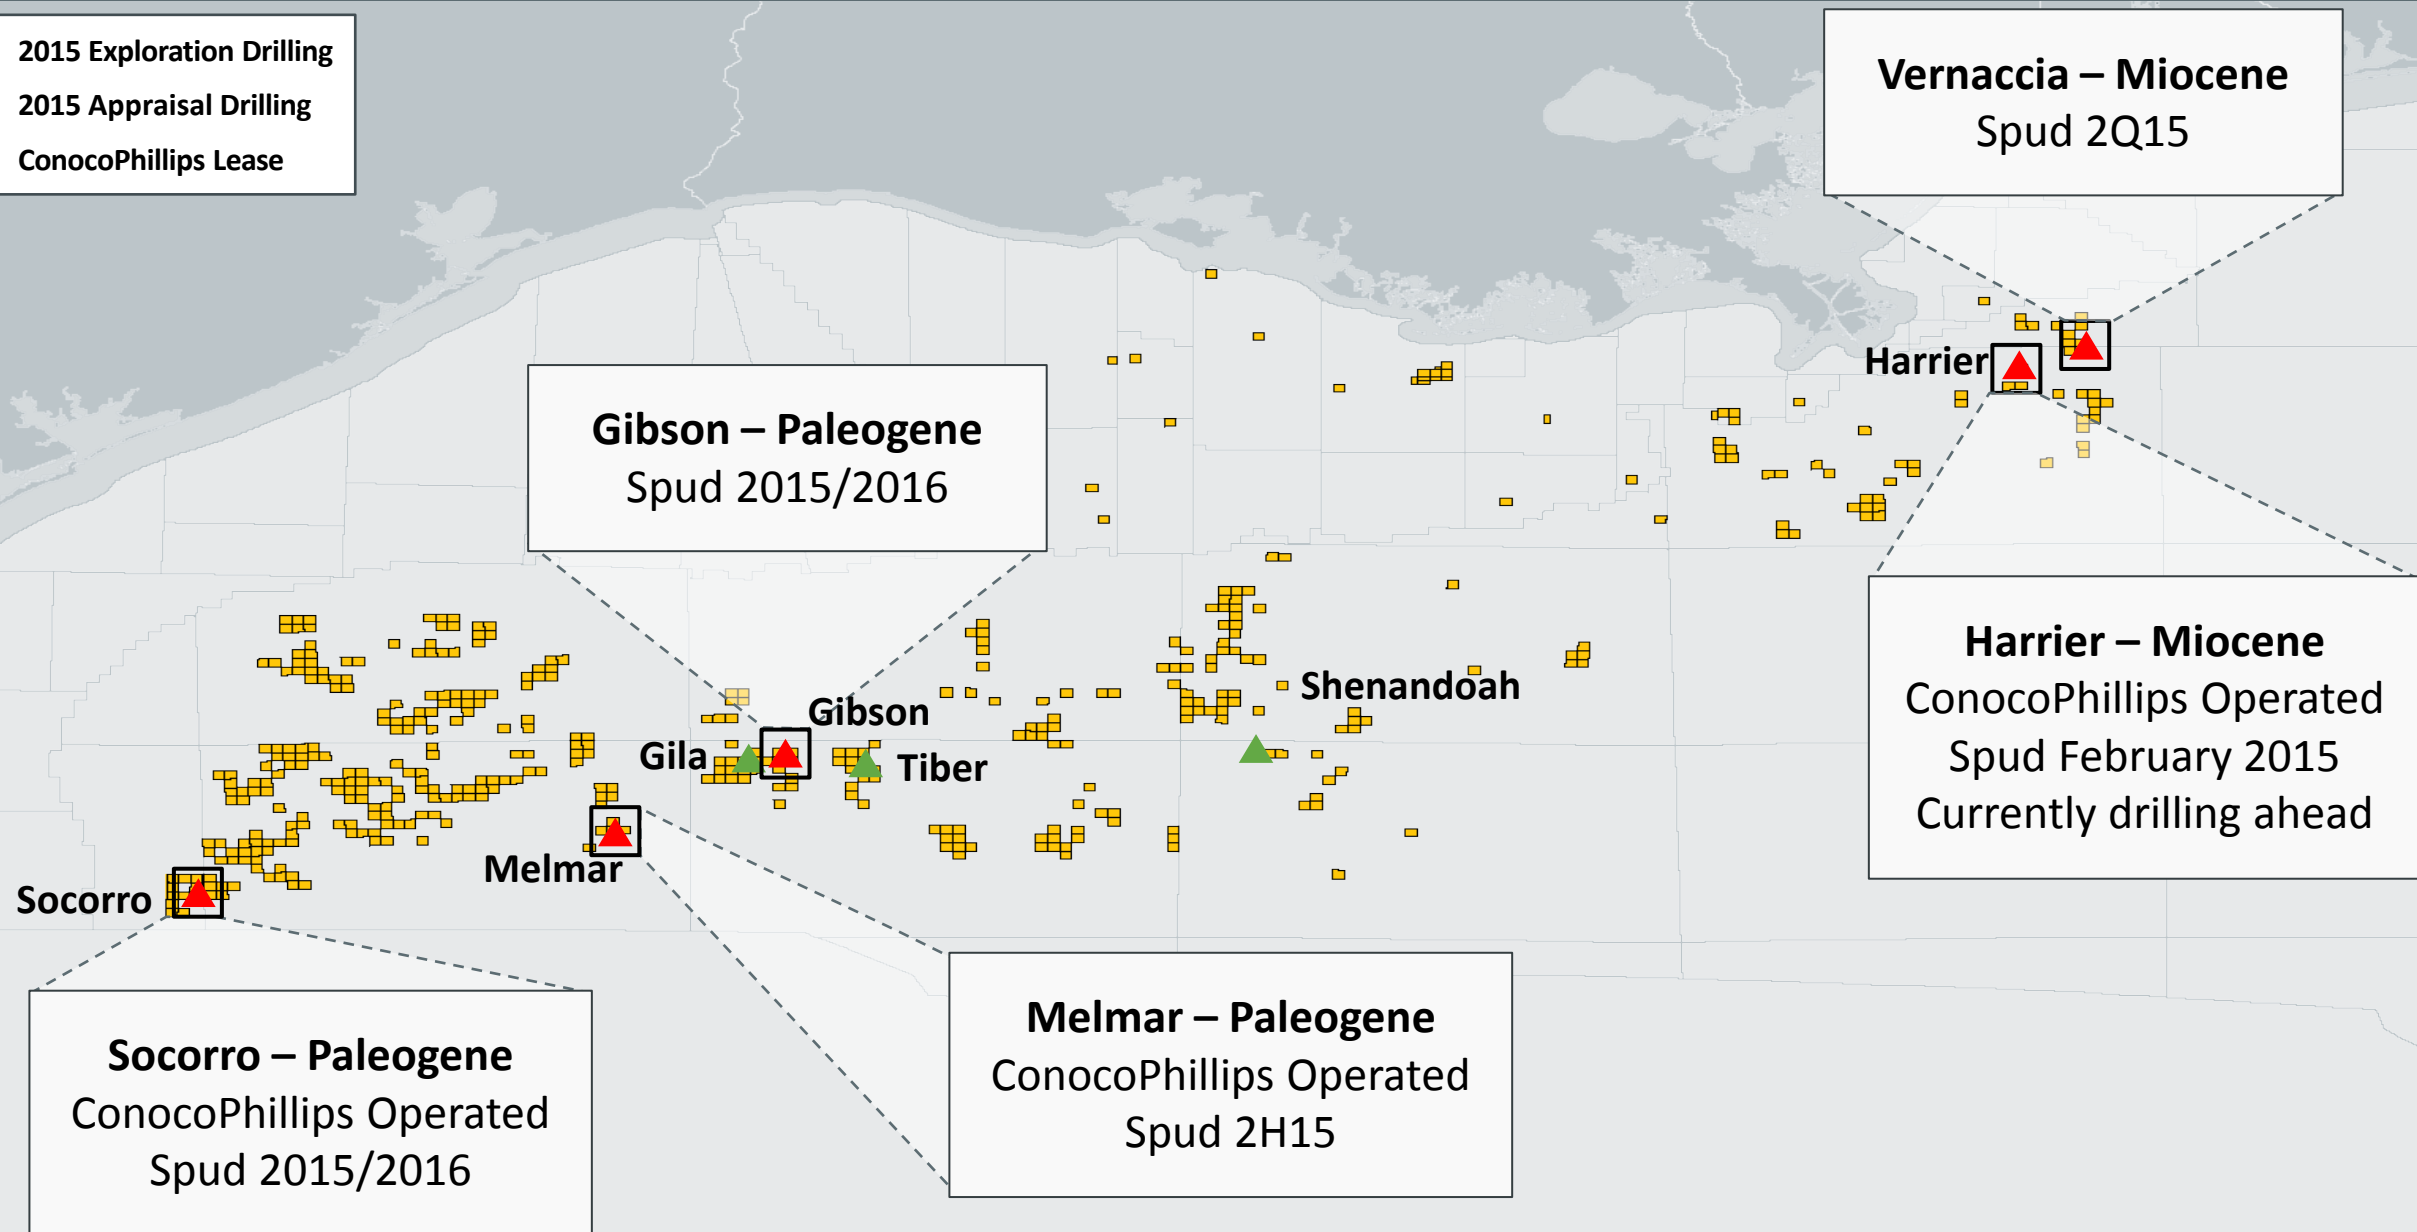 2015 Exploration Drilling
2015 Appraisal Drilling
ConocoPhillips Lease
Vernaccia – Miocene
Spud 2Q15
Harrier
Gibson – Paleogene
Spud 2015/2016
Harrier – Miocene
ConocoPhillips Operated
Spud February 2015
Currently drilling ahead
Shenandoah
Gibson
Gila
Tiber
Melmar
Socorro
Melmar – Paleogene
ConocoPhillips Operated
Spud 2H15
Socorro – Paleogene
ConocoPhillips Operated
Spud 2015/2016